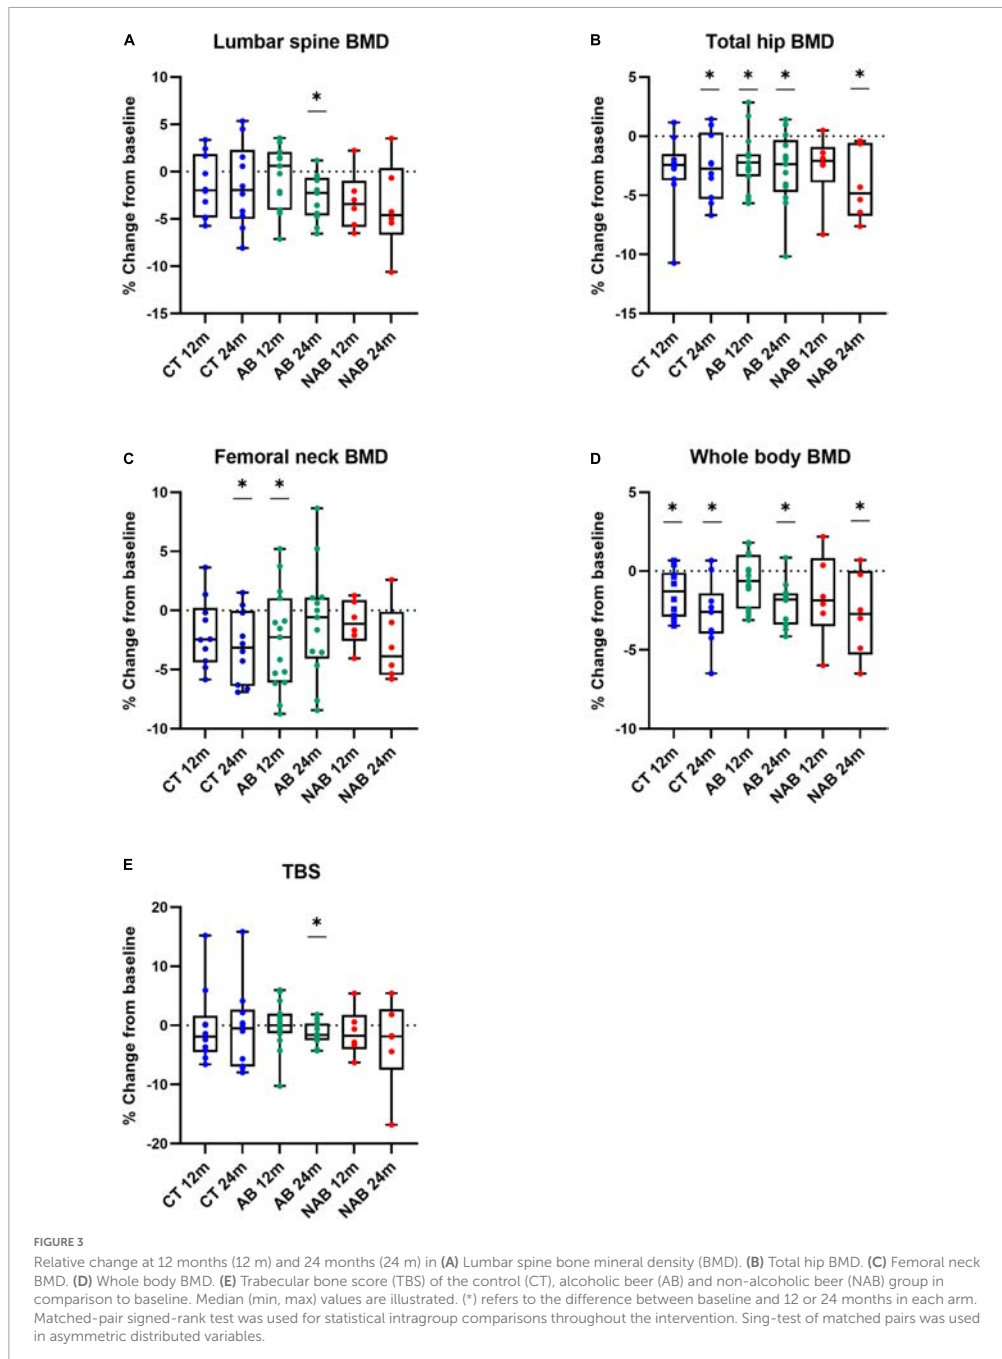 A
Lumbar spine BMD
*
% Change from baseline
10
5
0
-5
-10
-15
CT 12m
CT 24m
AB 12m
AB 24m
NAB 12m
NAB 24m
B
Total hip BMD
* * * *
% Change from baseline
5
0
-5
-10
-15
CT 12m
CT 24m
AB 12m
AB 24m
NAB 12m
NAB 24m
C
Femoral neck BMD
* *
% Change from baseline
10
5
0
-5
-10
CT 12m
CT 24m
AB 12m
AB 24m
NAB 12m
NAB 24m
D
Whole body BMD
* * * *
% Change from baseline
5
0
-5
-10
CT 12m
CT 24m
AB 12m
AB 24m
NAB 12m
NAB 24m
E
TBS
*
% Change from baseline
20
10
0
-10
-20
CT 12m
CT 24m
AB 12m
AB 24m
NAB 12m
NAB 24m
FIGURE 3
Relative change at 12 months (12 m) and 24 months (24 m) in (A) Lumbar spine bone mineral density (BMD). (B) Total hip BMD. (C) Femoral neck
BMD. (D) Whole body BMD. (E) Trabecular bone score (TBS) of the control (CT), alcoholic beer (AB) and non-alcoholic beer (NAB) group in
comparison to baseline. Median (min, max) values are illustrated. (*) refers to the difference between baseline and 12 or 24 months in each arm.
Matched-pair signed-rank test was used for statistical intragroup comparisons throughout the intervention. Sing-test of matched pairs was used
in asymmetric distributed variables.